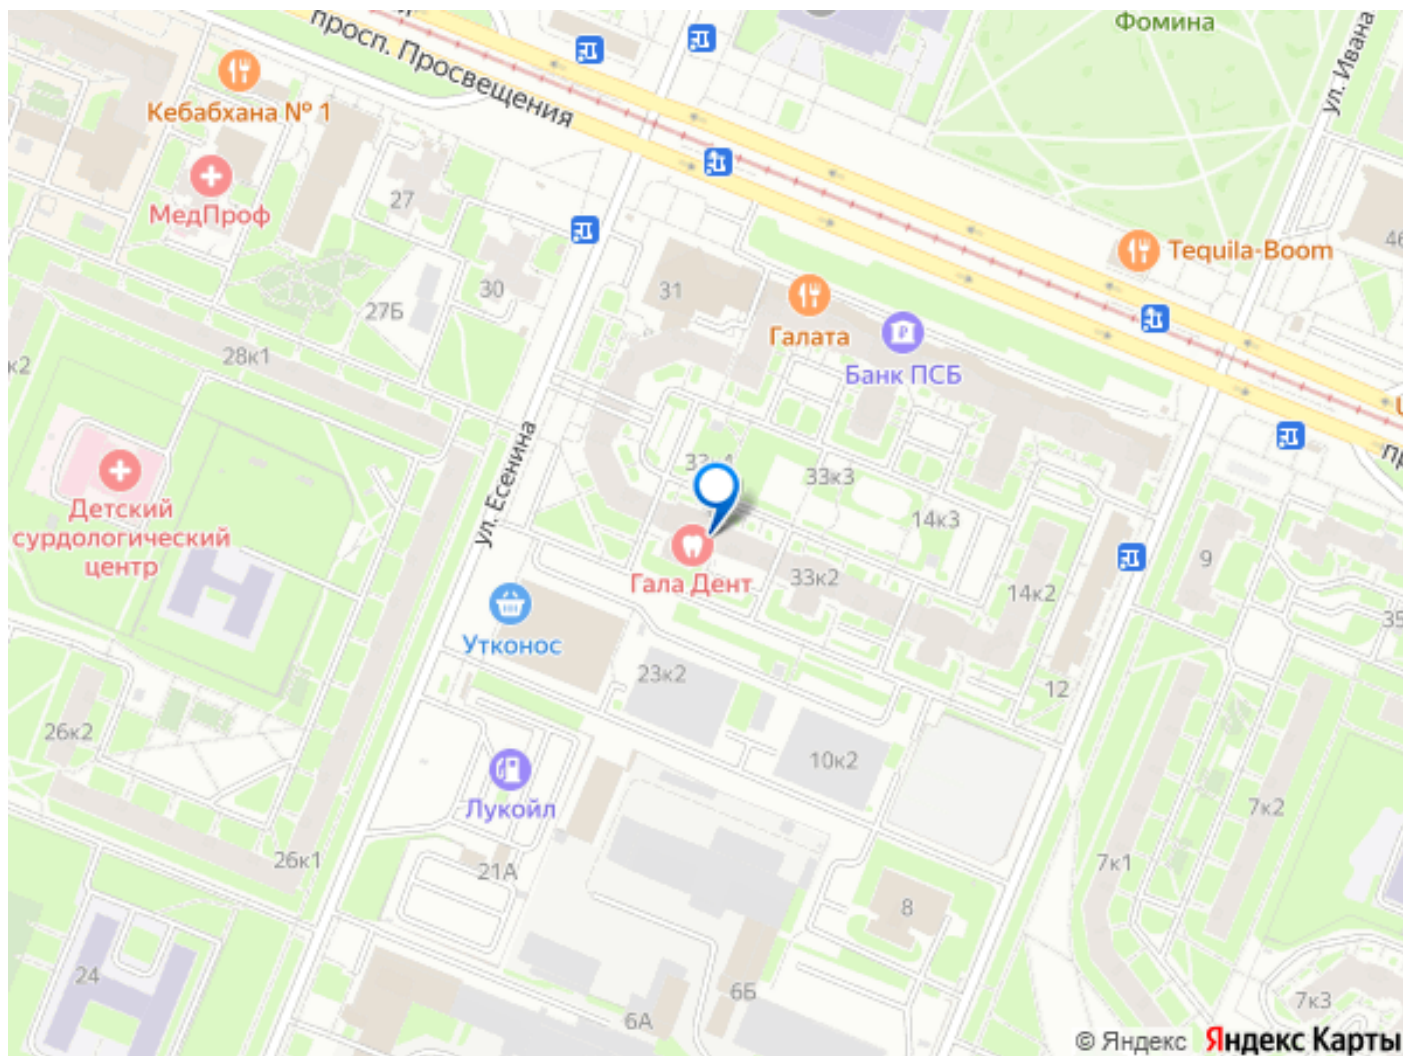 Фомина
ул. Ивана
просп. Просвещения
Кебабхана № 1
МедПроф
27
30
27Б
31
Tequila-Boom
46
Галата
Банк ПСБ
28к1
к2
ул. Есенина
33к3
14к3
Детский
сурдологический
центр
Гала Дент
33к2
14к2
9
35
Утконос
23к2
12
26к2
10к2
Лукойл
7к2
26к1
21А
7к1
8
24
6Б
6А
7к3
© Яндекс Яндекс Карты